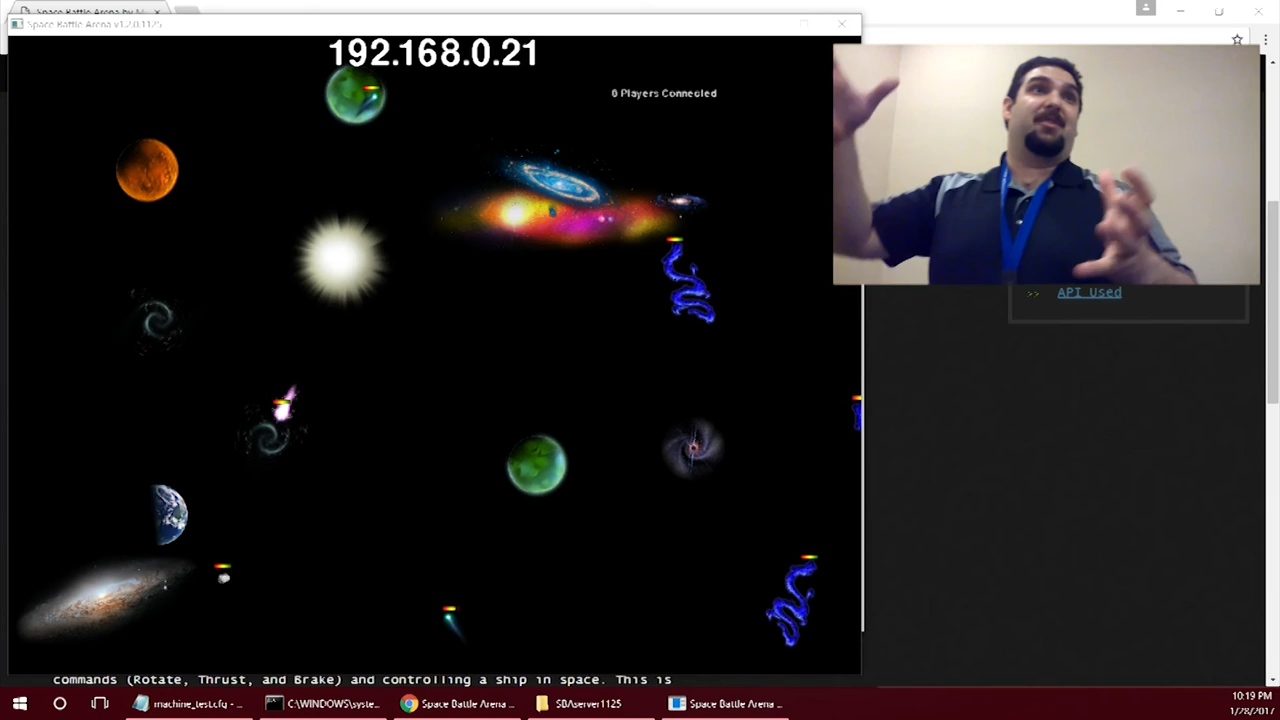 Space Battle Arena v1.2.0.1125
192.168.0.21
0 Players Connected
>> API Used
commands (Rotate, Thrust, and Brake) and controlling a ship in space. This is
machine_test.cfg - ...
C:\WINDOWS\syste...
Space Battle Arena ...
SBAserver1125
Space Battle Arena ...
10:19 PM
1/28/2017